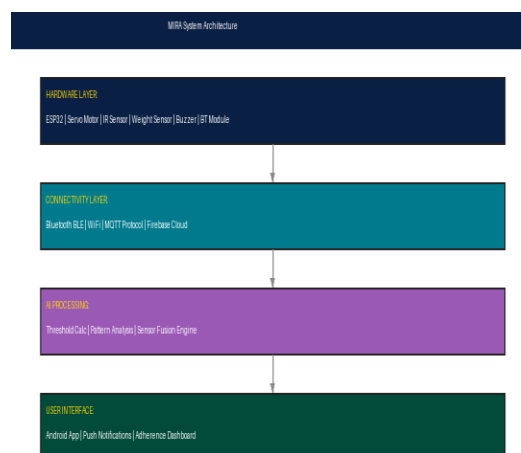 MIRA System Architecture
HARDWARE LAYER
ESP32 | Servo Motor | IR Sensor | Weight Sensor | Buzzer | BT Module
CONNECTIVITY LAYER
Bluetooth BLE | WiFi | MQTT Protocol | Firebase Cloud
AI PROCESSING
Threshold Calc | Pattern Analysis | Sensor Fusion Engine
USER INTERFACE
Android App | Push Notifications | Adherence Dashboard